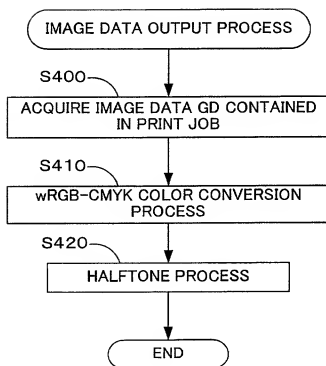 IMAGE DATA OUTPUT PROCESS
S400
ACQUIRE IMAGE DATA GD CONTAINED
IN PRINT JOB
S410
wRGB-CMYK COLOR CONVERSION
PROCESS
S420
HALFTONE PROCESS
END